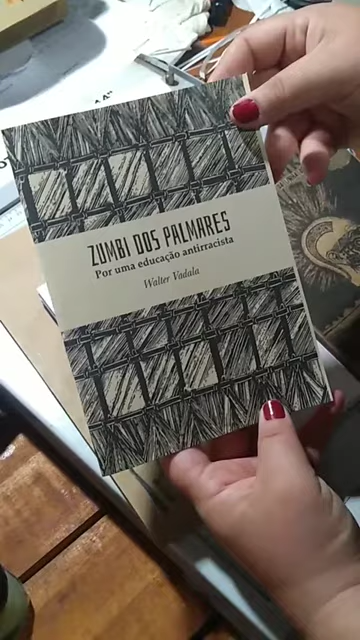 ZUMBI DOS PALMARES
Por uma educação antirracista
Walter Vadala